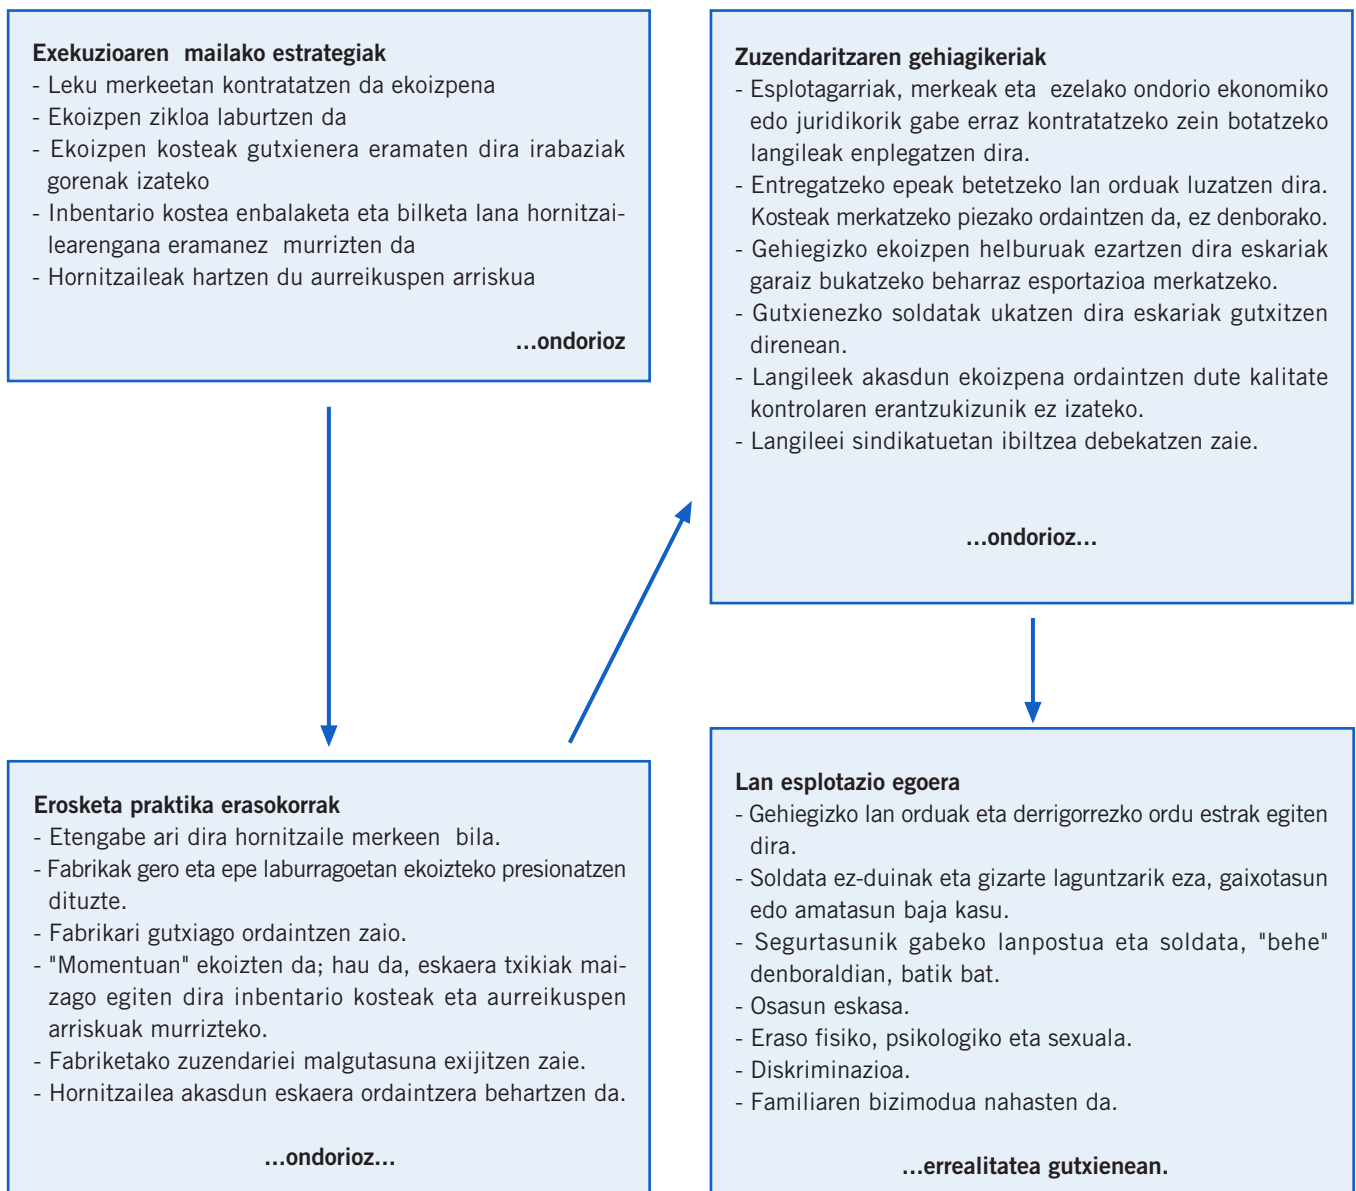 Exekuzioaren mailako estrategiak
- Leku merkeetan kontratatzen da ekoizpena
- Ekoizpen zikloa laburtzen da
- Ekoizpen kosteak gutxienera eramaten dira irabaziak
gorenak izateko
- Inbentario kostea enbalaketa eta bilketa lana hornitzai-
learengana eramanez murrizten da
- Hornitzaileak hartzen du aurreikuspen arriskua
...ondorioz
Erosketa praktika erasokorrak
- Etengabe ari dira hornitzaile merkeen bila.
- Fabrikak gero eta epe laburragoetan ekoizteko presionatzen
dituzte.
- Fabrikari gutxiago ordaintzen zaio.
- "Momentuan" ekoizten da; hau da, eskaera txikiak mai-
zago egiten dira inbentario kosteak eta aurreikuspen
arriskuak murrizteko.
- Fabriketako zuzendariei malgutasuna exijitzen zaie.
- Hornitzailea akasdun eskaera ordaintzera behartzen da.
...ondorioz...
Zuzendaritzaren gehiagikeriak
- Esplotagarriak, merkeak eta ezelako ondorio ekonomiko
edo juridikorik gabe erraz kontratatzeko zein botatzeko
langileak enplegatzen dira.
- Entregatzeko epeak betetzeko lan orduak luzatzen dira.
Kosteak merkatzeko piezako ordaintzen da, ez denborako.
- Gehiegizko ekoizpen helburuak ezartzen dira eskariak
garaiz bukatzeko beharraz esportazioa merkatzeko.
- Gutxienezko soldatak ukatzen dira eskariak gutxitzen
direnean.
- Langileek akasdun ekoizpena ordaintzen dute kalitate
kontrolaren erantzukizunik ez izateko.
- Langileei sindikatuetan ibiltzea debekatzen zaie.
...ondorioz...
Lan esplotazio egoera
- Gehiegizko lan orduak eta derrigorrezko ordu estrak egiten
dira.
- Soldata ez-duinak eta gizarte laguntzarik eza, gaixotasun
edo amatasun baja kasu.
- Segurtasunik gabeko lanpostua eta soldata, "behe"
denboraldian, batik bat.
- Osasun eskasa.
- Eraso fisiko, psikologiko eta sexuala.
- Diskriminazioa.
- Familiaren bizimodua nahasten da.
...errealitatea gutxienean.